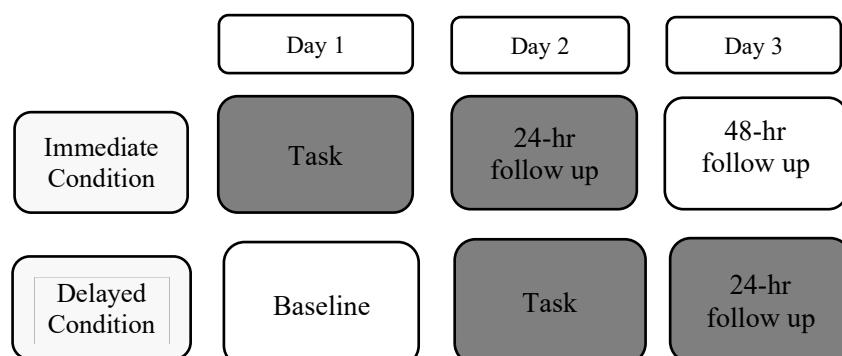 Day 1
Day 2
Day 3
Immediate
Condition
Task
24-hr
follow up
48-hr
follow up
Delayed
Condition
Baseline
Task
24-hr
follow up